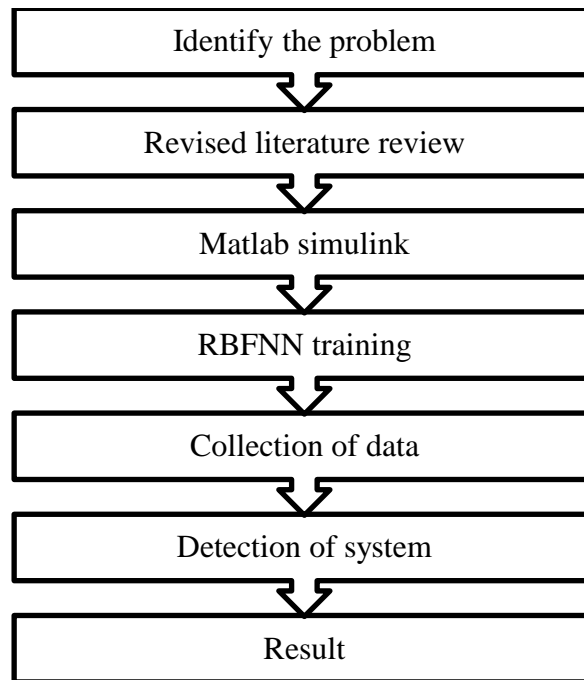 Identify the problem
Revised literature review
Matlab simulink
RBFNN training
Collection of data
Detection of system
Result